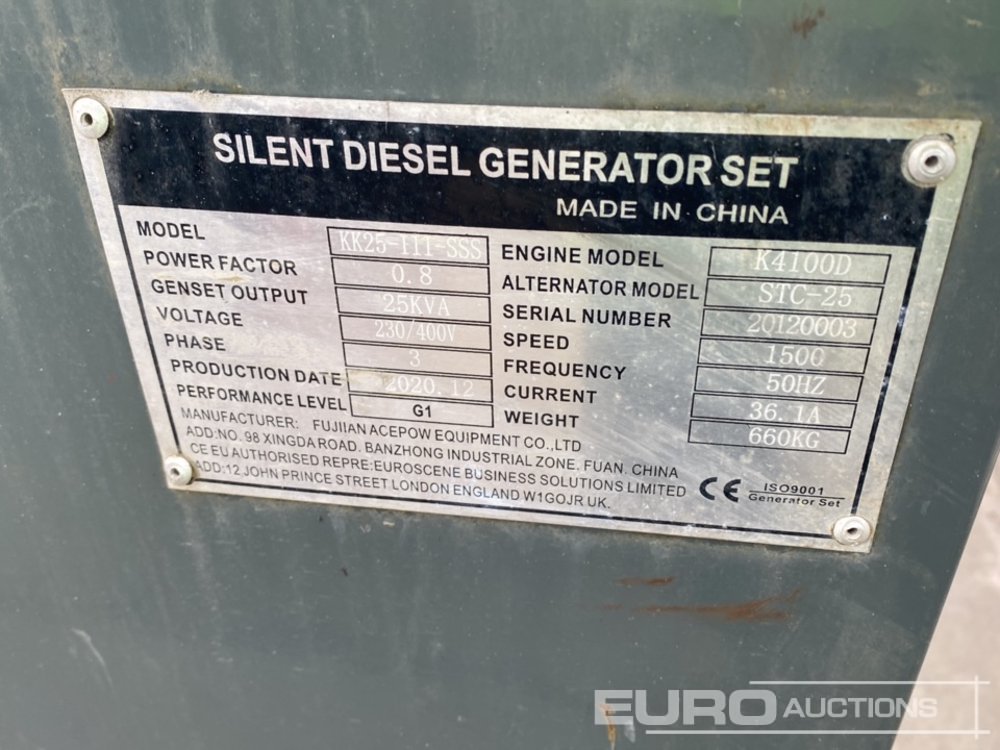 SILENT DIESEL GENERATOR SET
MADE IN CHINA
MODEL KK25-III-SSS
POWER FACTOR 0.8
GENSET OUTPUT 25KVA
VOLTAGE 230/400V
PHASE 3
PRODUCTION DATE 2020.12
PERFORMANCE LEVEL G1
ENGINE MODEL K4100D
ALTERNATOR MODEL STC-25
SERIAL NUMBER 20120003
SPEED 1500
FREQUENCY 50HZ
CURRENT 36.1A
WEIGHT 660KG
MANUFACTURER: FUJIIAN ACEPOW EQUIPMENT CO.,LTD
ADD:NO. 98 XINGDA ROAD. BANZHONG INDUSTRIAL ZONE, FUAN. CHINA
CE EU AUTHORISED REPRE:EUROSCENE BUSINESS SOLUTIONS LIMITED
ADD:12 JOHN PRINCE STREET LONDON ENGLAND W1GOJR UK.
CE
ISO9001
Generator Set
EURO AUCTIONS